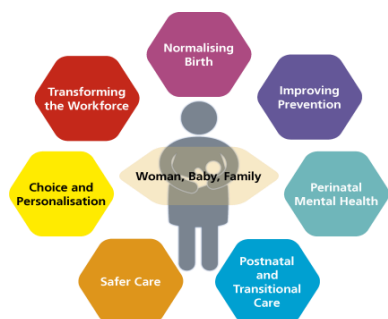 Normalising
Birth
Transforming
the Workforce
Improving
Prevention
Woman, Baby, Family
Choice and
Personalisation
Perinatal
Mental Health
Safer Care
Postnatal
and
Transitional
Care